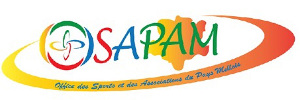 OSAPAM
Office des Sports et des Associations du Pays Mellois